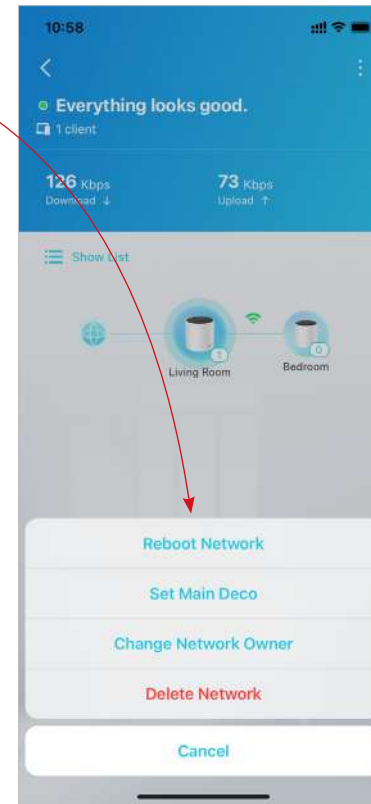 10:58
Everything looks good.
1 client
126 Kbps
73 Kbps
Download ↓
Upload ↑
Show List
1
0
Living Room
Bedroom
Reboot Network
Set Main Deco
Change Network Owner
Delete Network
Cancel